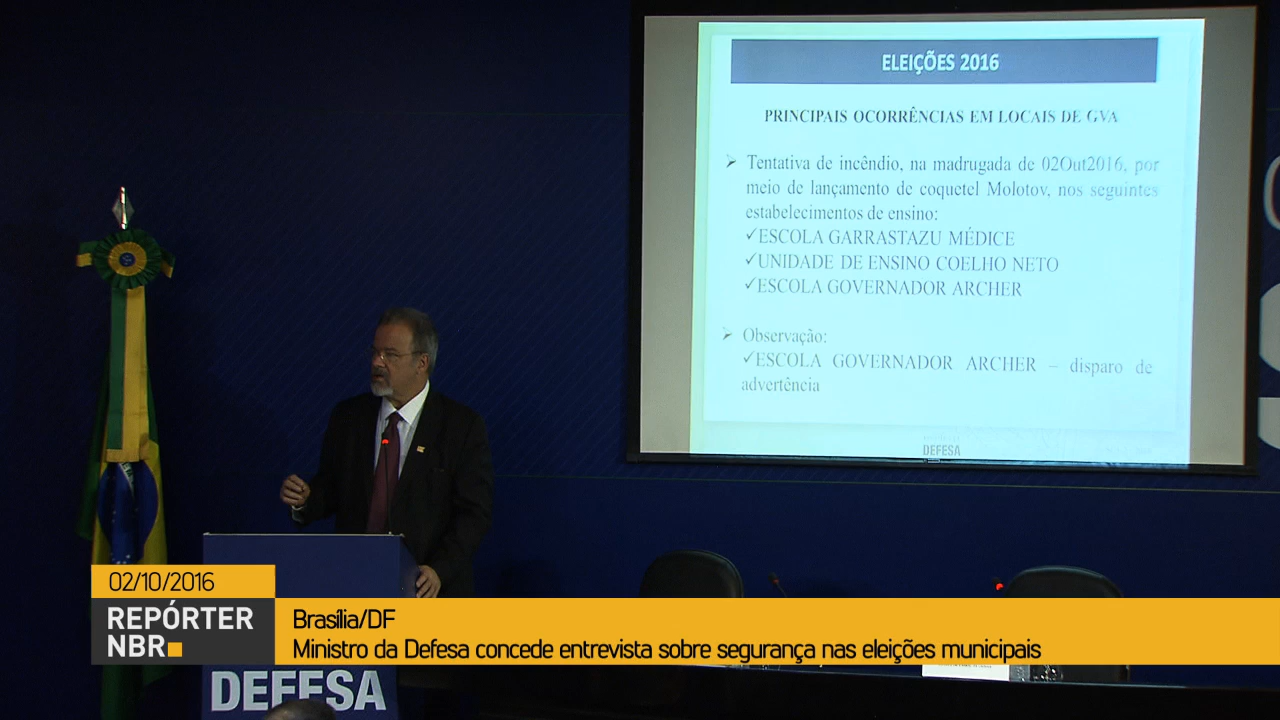 ELEIÇÕES 2016
PRINCIPAIS OCORRÊNCIAS EM LOCAIS DE GVA
➢ Tentativa de incêndio, na madrugada de 02Out2016, por
meio de lançamento de coquetel Molotov, nos seguintes
estabelecimentos de ensino:
✓ESCOLA GARRASTAZU MÉDICE
✓UNIDADE DE ENSINO COELHO NETO
✓ESCOLA GOVERNADOR ARCHER
➢ Observação:
✓ESCOLA GOVERNADOR ARCHER – disparo de
advertência
DEFESA
02/10/2016
REPÓRTER
NBR
Brasília/DF
Ministro da Defesa concede entrevista sobre segurança nas eleições municipais
DEFESA